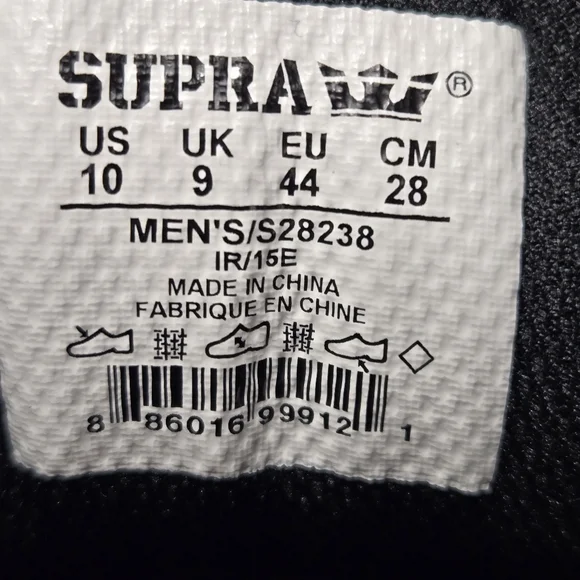 SUPRA ®
US UK EU CM
10 9 44 28
MEN'S/S28238
IR/15E
MADE IN CHINA
FABRIQUE EN CHINE
8 86016 99912 1